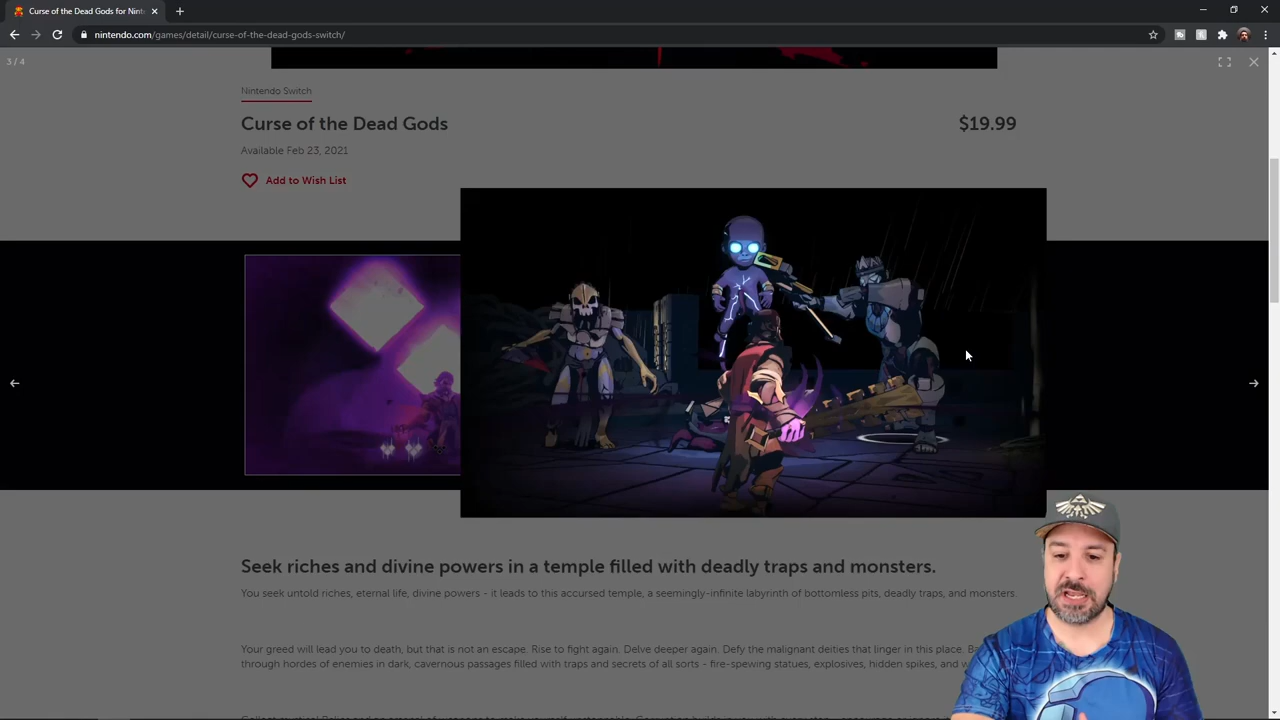 Curse of the Dead Gods for Nint
nintendo.com/games/detail/curse-of-the-dead-gods-switch/
3 / 4
Nintendo Switch
Curse of the Dead Gods
$19.99
Available Feb 23, 2021
Add to Wish List
Seek riches and divine powers in a temple filled with deadly traps and monsters.
You seek untold riches, eternal life, divine powers - it leads to this accursed temple, a seemingly-infinite labyrinth of bottomless pits, deadly traps, and monsters.
Your greed will lead you to death, but that is not an escape. Rise to fight again. Delve deeper again. Defy the malignant deities that linger in this place.
through hordes of enemies in dark, cavernous passages filled with traps and secrets of all sorts - fire-spewing statues, explosives, hidden spikes, and